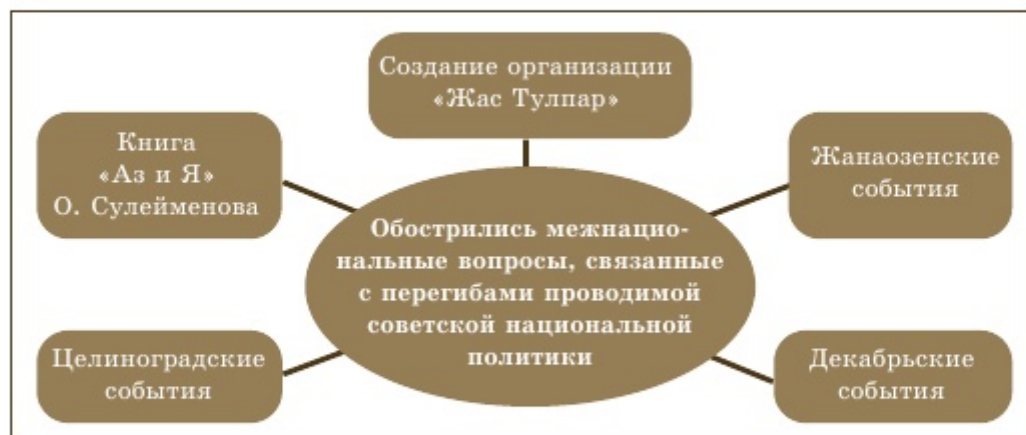 Создание организации
«Жас Тулпар»
Книга
«Аз и Я»
О. Сулейменова
Жанаозенские
события
Обострились межнацио-
нальные вопросы, связанные
с перегибами проводимой
советской национальной
политики
Целиноградские
события
Декабрьские
события